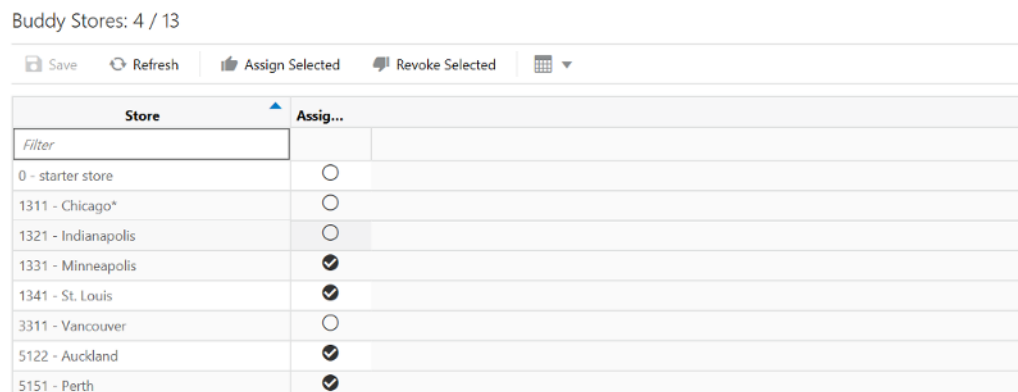 Buddy Stores: 4 / 13
Save Refresh Assign Selected Revoke Selected
Store Assig...
Filter
0 - starter store
1311 - Chicago*
1321 - Indianapolis
1331 - Minneapolis
1341 - St. Louis
3311 - Vancouver
5122 - Auckland
5151 - Perth